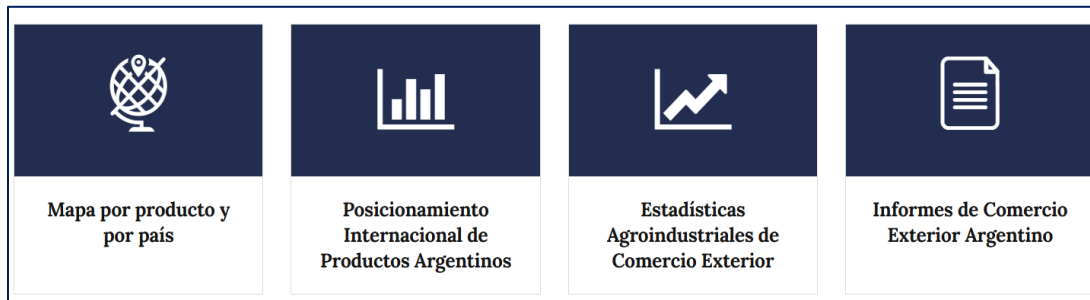 Mapa por producto y
por país
Posicionamiento
Internacional de
Productos Argentinos
Estadísticas
Agroindustriales de
Comercio Exterior
Informes de Comercio
Exterior Argentino